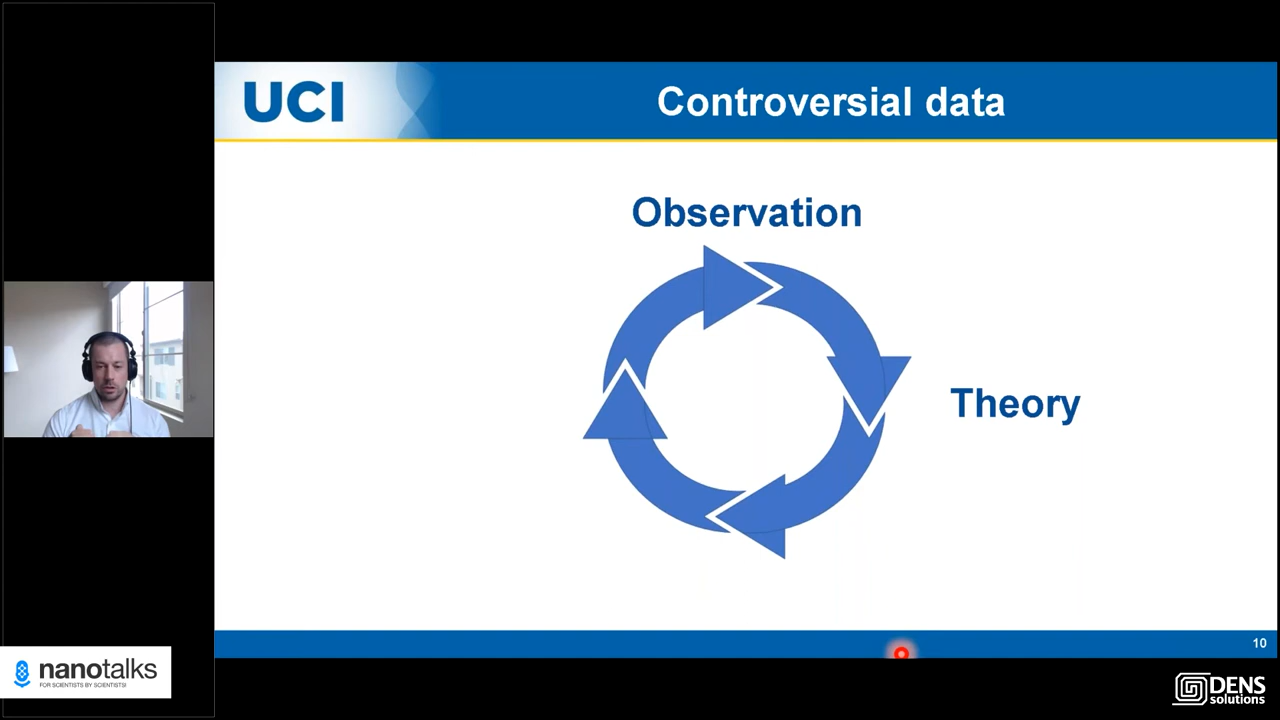 UCI
Controversial data
Observation
Theory
10
nanotalks
FOR SCIENTISTS BY SCIENTISTS!
DENS
solutions